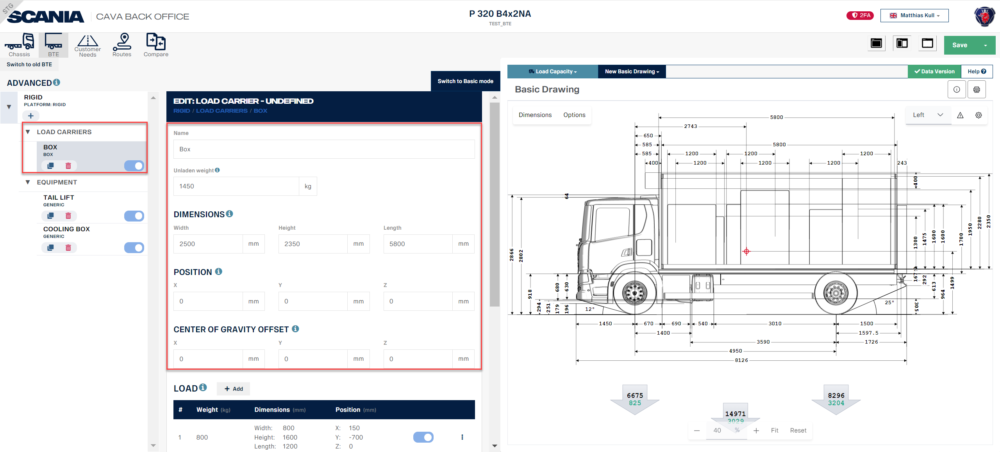 STG
SCANIA
CAVA BACK OFFICE
P 320 B4x2NA
TEST_BTE
2FA
Matthias Kull
Chassis
BTE
Customer
Needs
Routes
Compare
Save
Switch to old BTE
ADVANCED
Switch to Basic mode
RIGID
PLATFORM: RIGID
LOAD CARRIERS
BOX
BOX
EQUIPMENT
TAIL LIFT
GENERIC
COOLING BOX
GENERIC
EDIT: LOAD CARRIER - UNDEFINED
RIGID / LOAD CARRIERS / BOX
Name
Box
Unladen weight
1450 kg
DIMENSIONS
Width Height Length
2500 mm 2350 mm 5800 mm
POSITION
X Y Z
0 mm 0 mm 0 mm
CENTER OF GRAVITY OFFSET
X Y Z
0 mm 0 mm 0 mm
LOAD
+ Add
# Weight (kg) Dimensions (mm) Position (mm)
Width: 800 X: 150
1 800 Height: 1600 Y: -700
Length: 1200 Z: 0
Load Capacity
New Basic Drawing
Data Version
Help
Basic Drawing
Dimensions Options
Left
5800
2743
650
585 5800
585 1200 1200 1200
400 1200 1200 1200 243
64
2866
2802
918
680
630
294
251
179
196
12°
400
2350
2280
1950
1700
1600
1600
1475
1300
167
292
613
964
1499
305
25°
1450 670 690 540 3010 1500
1400 1597.5
3590 1726
4950
8126
6675
825
8296
3204
14971
3029
40 %
Fit
Reset